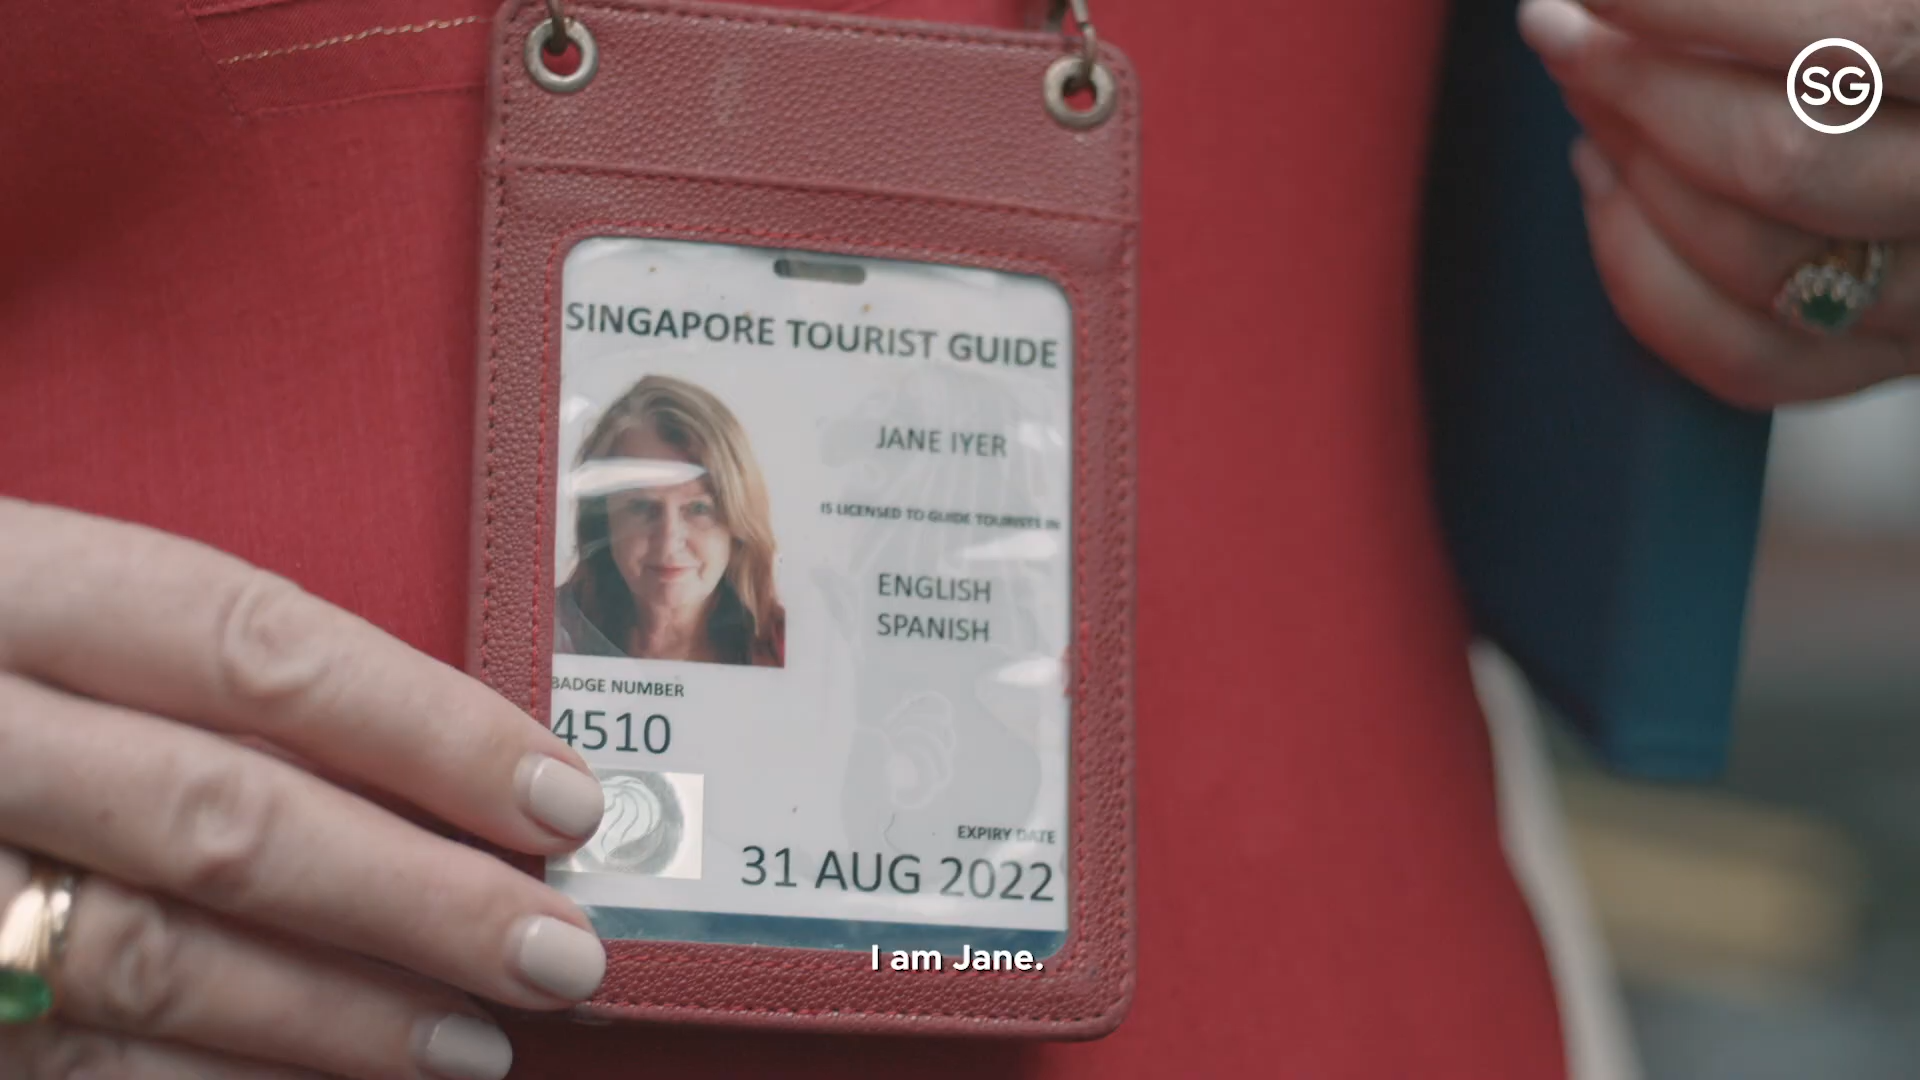 SG
SINGAPORE TOURIST GUIDE
JANE IYER
IS LICENSED TO GUIDE TOURISTS IN
ENGLISH
SPANISH
BADGE NUMBER
4510
EXPIRY DATE
31 AUG 2022
I am Jane.